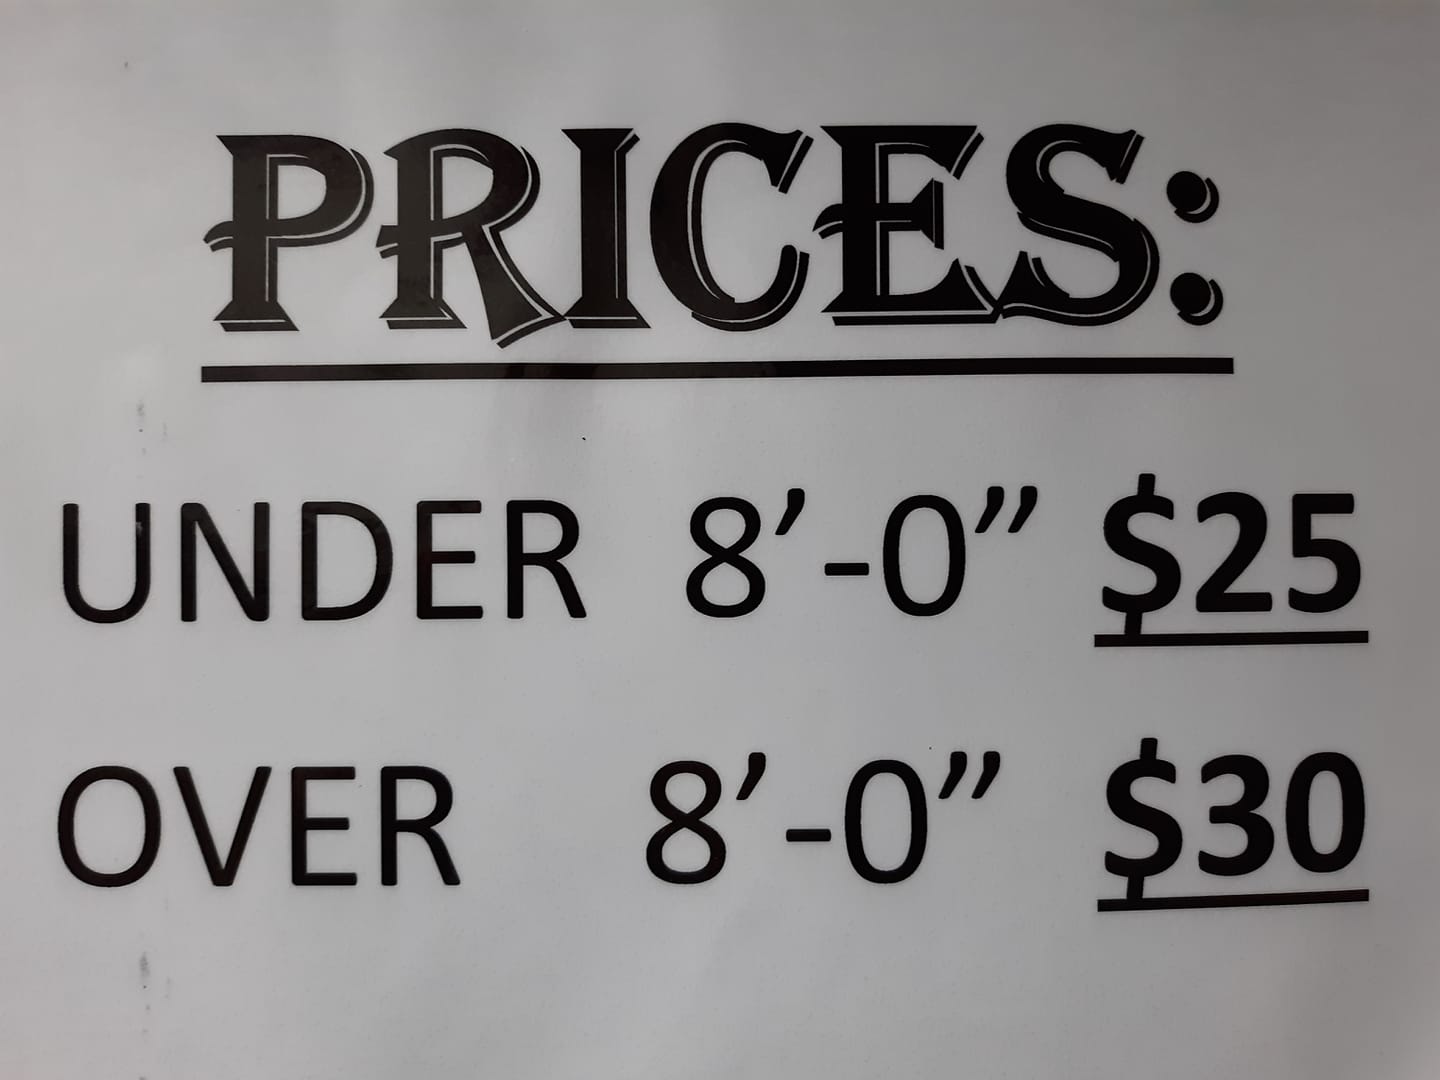 PRICES:
UNDER 8’-0” $25
OVER 8’-0” $30